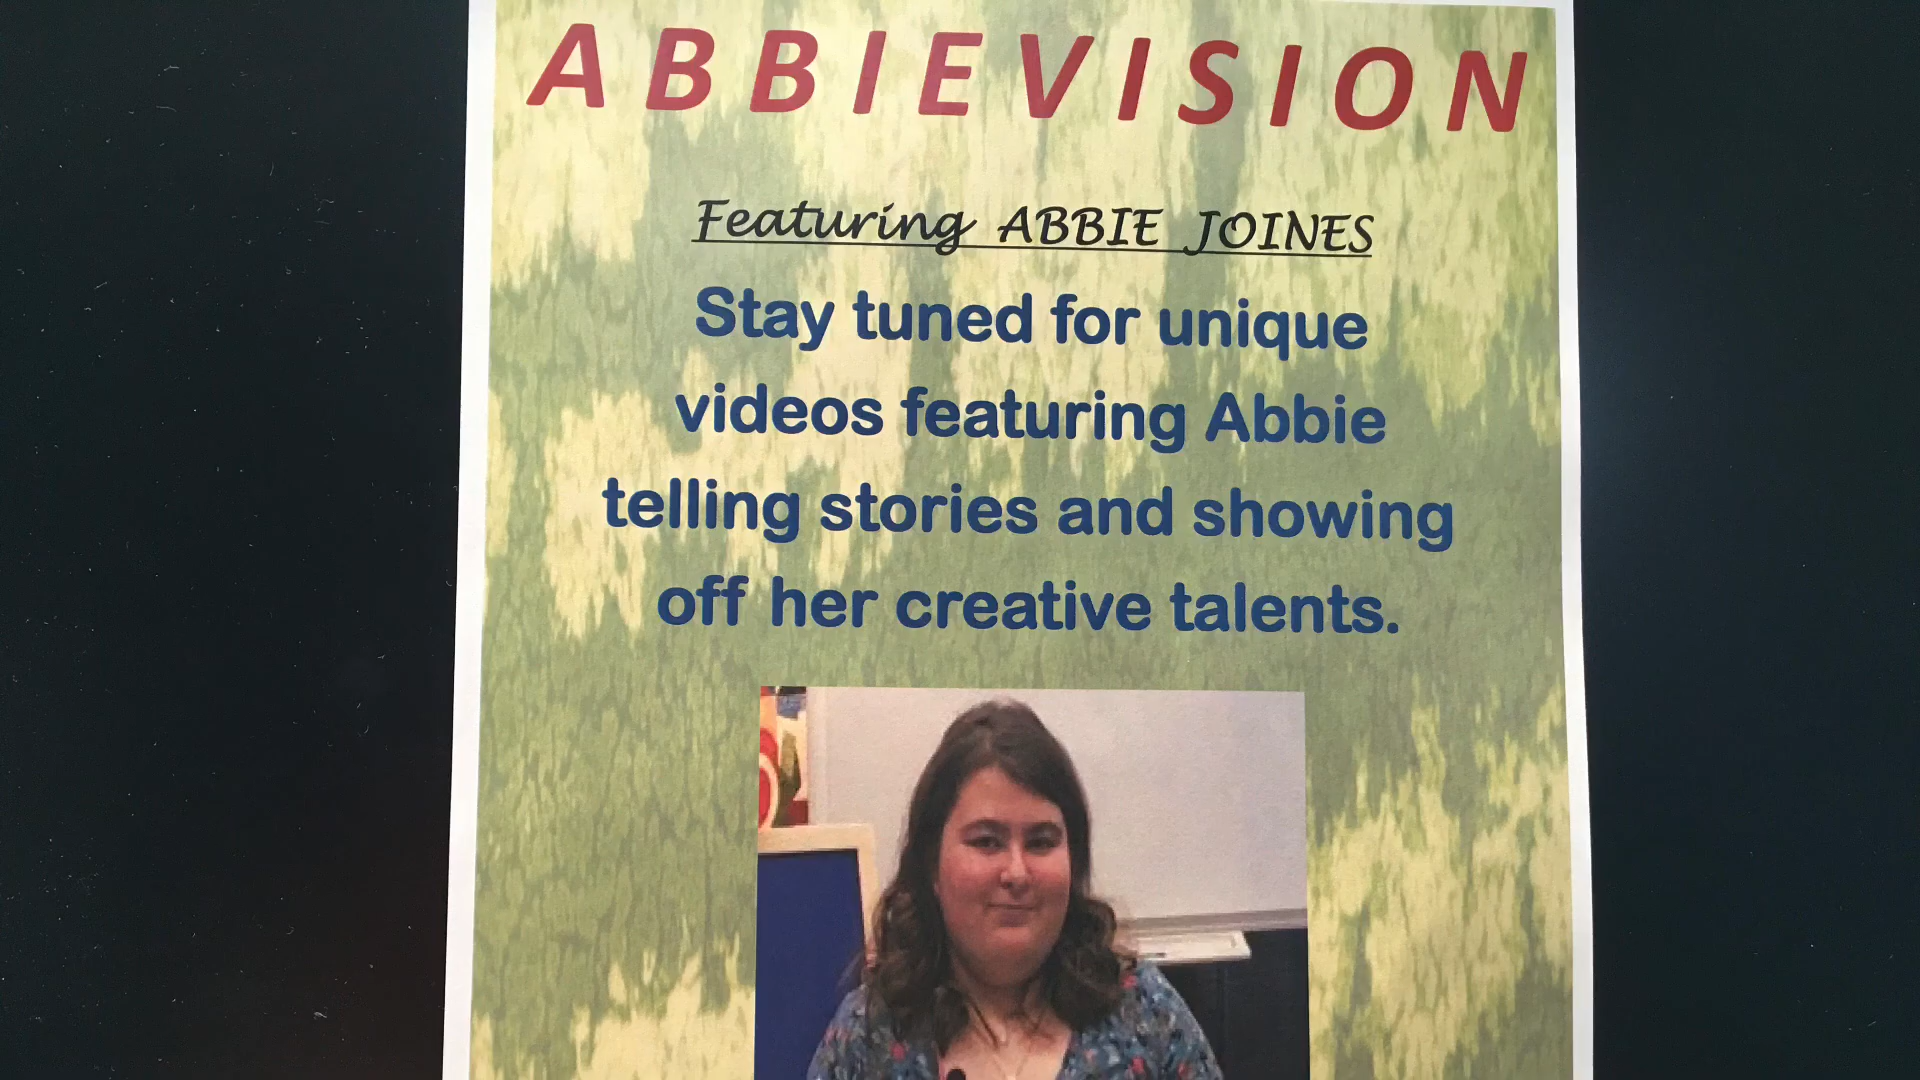 ABBIEVISION
Featuring ABBIE JOINES
Stay tuned for unique
videos featuring Abbie
telling stories and showing
off her creative talents.